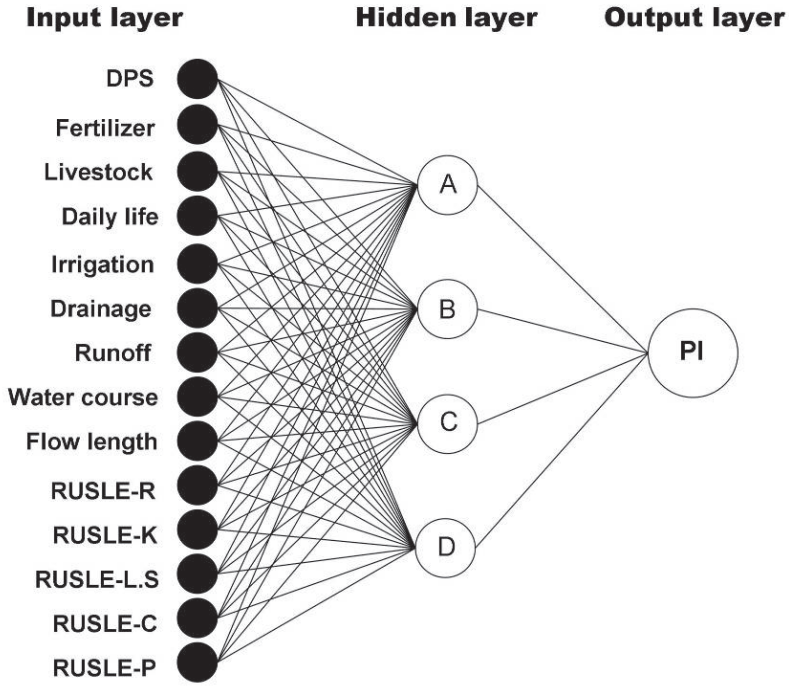 Input layer
Hidden layer
Output layer
DPS
Fertilizer
Livestock
Daily life
Irrigation
Drainage
Runoff
Water course
Flow length
RUSLE-R
RUSLE-K
RUSLE-L.S
RUSLE-C
RUSLE-P
A
B
C
D
PI